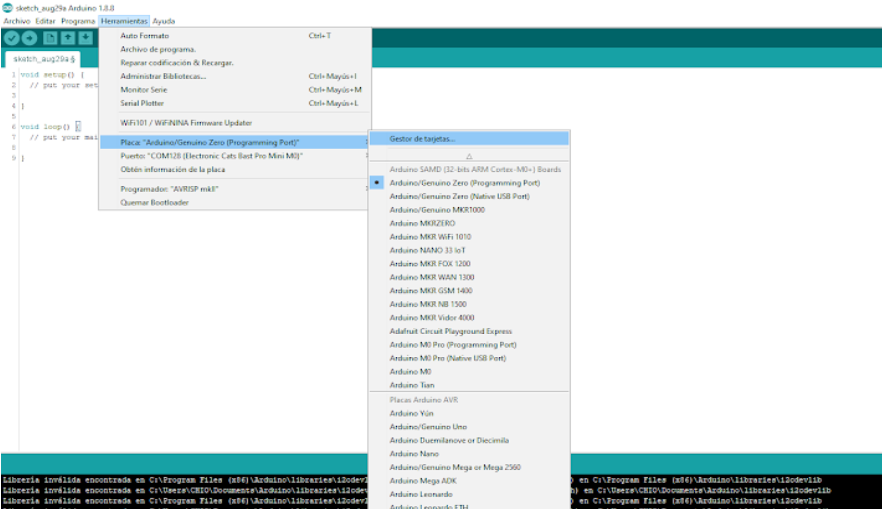 sketch_aug29a Arduino 1.8.8
Archivo Editar Programa Herramientas Ayuda
sketch_aug29a §
1 void setup() {
2 // put your set
3
4 }
5
6 void loop() {
7 // put your mai
8
9 }
Auto Formato Ctrl+T
Archivo de programa.
Reparar codificación & Recargar.
Administrar Bibliotecas... Ctrl+Mayús+I
Monitor Serie Ctrl+Mayús+M
Serial Plotter Ctrl+Mayús+L
WiFi101 / WiFiNINA Firmware Updater
Placa: "Arduino/Genuino Zero (Programming Port)"
Puerto: "COM128 (Electronic Cats Bast Pro Mini M0)"
Obtén información de la placa
Programador: "AVRISP mkII"
Quemar Bootloader
Gestor de tarjetas...
Arduino SAMD (32-bits ARM Cortex-M0+) Boards
Arduino/Genuino Zero (Programming Port)
Arduino/Genuino Zero (Native USB Port)
Arduino/Genuino MKR1000
Arduino MKRZERO
Arduino MKR WiFi 1010
Arduino NANO 33 IoT
Arduino MKR FOX 1200
Arduino MKR WAN 1300
Arduino MKR GSM 1400
Arduino MKR NB 1500
Arduino MKR Vidor 4000
Adafruit Circuit Playground Express
Arduino M0 Pro (Programming Port)
Arduino M0 Pro (Native USB Port)
Arduino M0
Arduino Tian
Placas Arduino AVR
Arduino Yún
Arduino/Genuino Uno
Arduino Duemilanove or Diecimila
Arduino Nano
Arduino/Genuino Mega or Mega 2560
Arduino Mega ADK
Arduino Leonardo
Arduino Leonardo ETH
Librería inválida encontrada en C:\Program Files (x86)\Arduino\libraries\i2cdevl ) en C:\Program Files (x86)\Arduino\libraries\i2cdevlib
Librería inválida encontrada en C:\Users\CHIO\Documents\Arduino\libraries\i2cdev h) en C:\Users\CHIO\Documents\Arduino\libraries\i2cdevlib
Librería inválida encontrada en C:\Program Files (x86)\Arduino\libraries\i2cdevl ) en C:\Program Files (x86)\Arduino\libraries\i2cdevlib